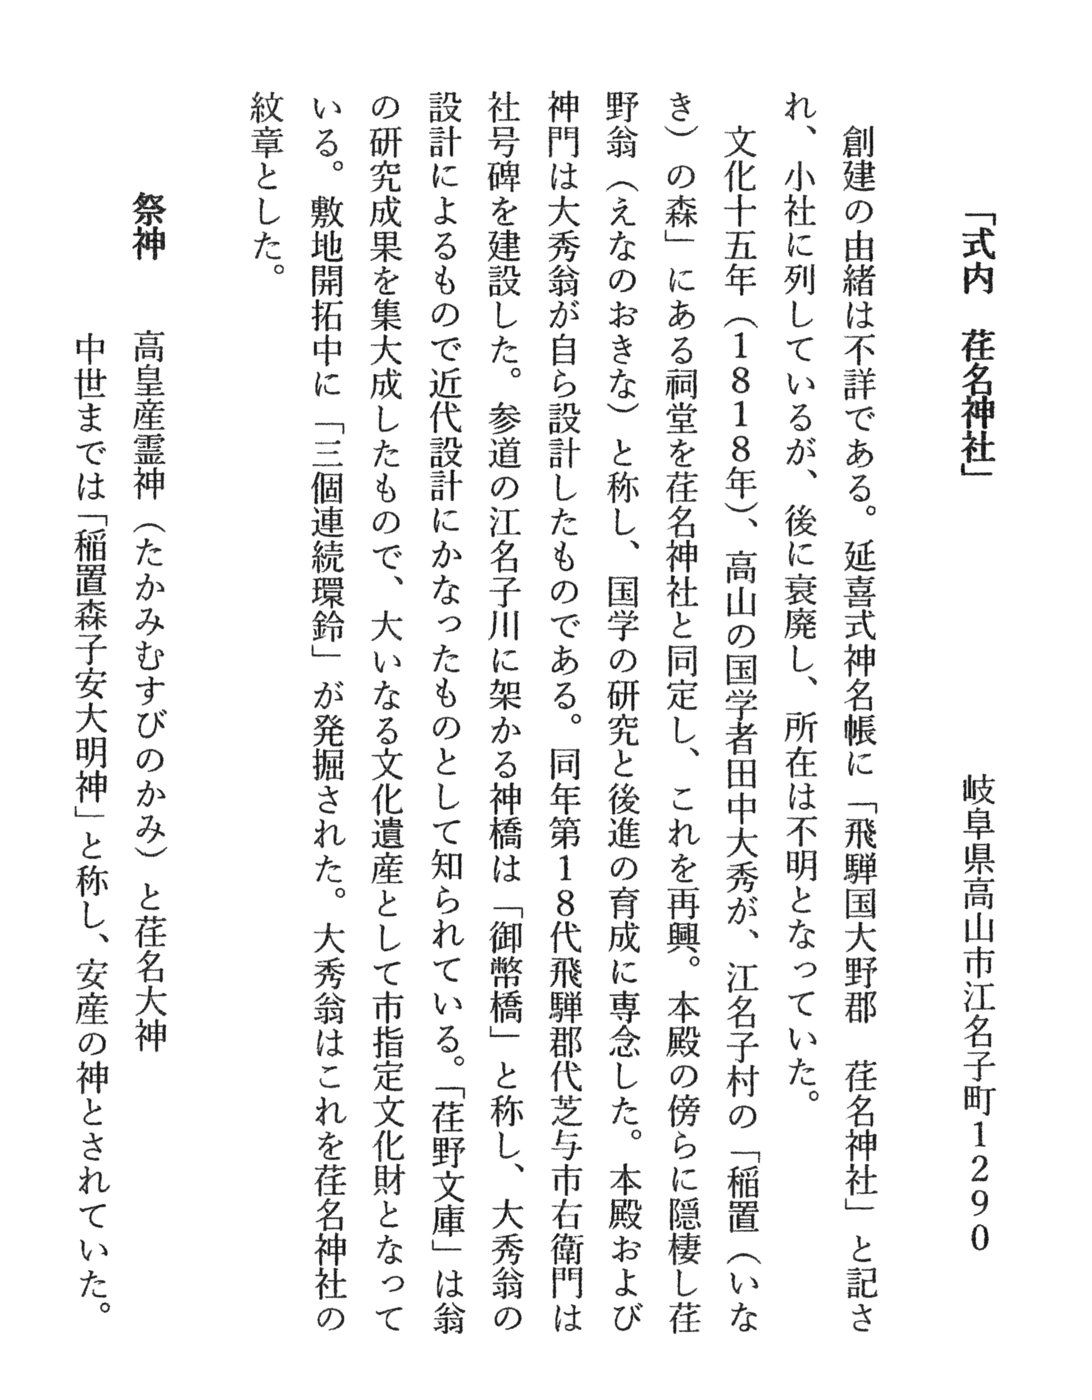 「式内　荏名神社」　岐阜県高山市江名子町1290
創建の由緒は不詳である。延喜式神名帳に「飛騨国大野郡　荏名神社」と記さ
れ、小社に列しているが、後に衰廃し、所在は不明となっていた。
文化十五年（1818年）、高山の国学者田中大秀が、江名子村の「稲置（いな
き）の森」にある祠堂を荏名神社と同定し、これを再興。本殿の傍らに隠棲し荏
野翁（えなのおきな）と称し、国学の研究と後進の育成に専念した。本殿および
神門は大秀翁が自ら設計したものである。同年第18代飛騨郡代芝与市右衛門は
社号碑を建設した。参道の江名子川に架かる神橋は「御幣橋」と称し、大秀翁の
設計によるもので近代設計にかなったものとして知られている。「荏野文庫」は翁
の研究成果を集大成したもので、大いなる文化遺産として市指定文化財となって
いる。敷地開拓中に「三個連続環鈴」が発掘された。大秀翁はこれを荏名神社の
紋章とした。
祭神　高皇産霊神（たかみむすびのかみ）と荏名大神
中世までは「稲置森子安大明神」と称し、安産の神とされていた。